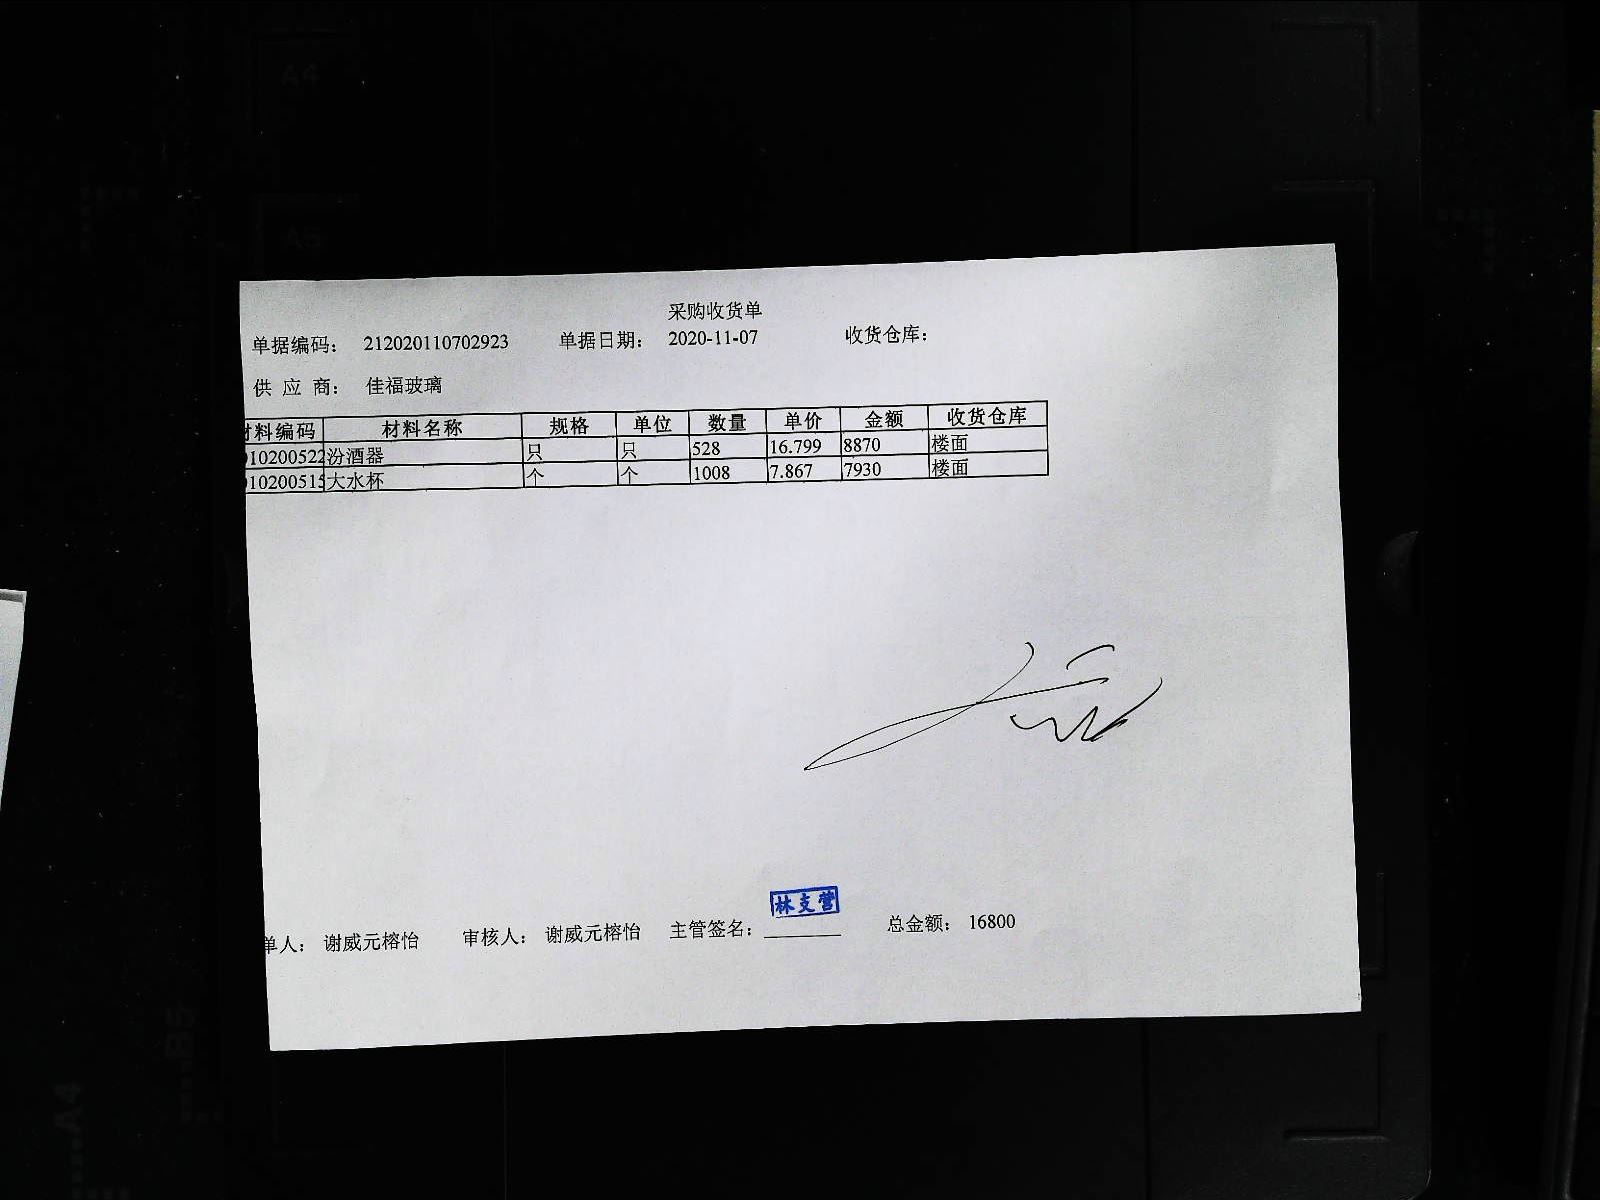 A4
A5
采购收货单
单据编码： 212020110702923 单据日期： 2020-11-07 收货仓库：
供 应 商： 佳福玻璃
材料编码 材料名称 规格 单位 数量 单价 金额 收货仓库
010200522 汾酒器 只 只 528 16.799 8870 楼面
010200515 大水杯 个 个 1008 7.867 7930 楼面
林支营
单人： 谢威元榕怡 审核人： 谢威元榕怡 主管签名： 总金额： 16800
B5
A4